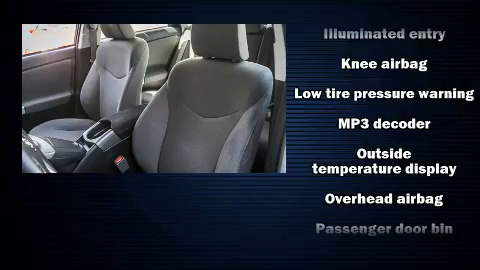 Illuminated entry
Knee airbag
Low tire pressure warning
MP3 decoder
Outside
temperature display
Overhead airbag
Passenger door bin